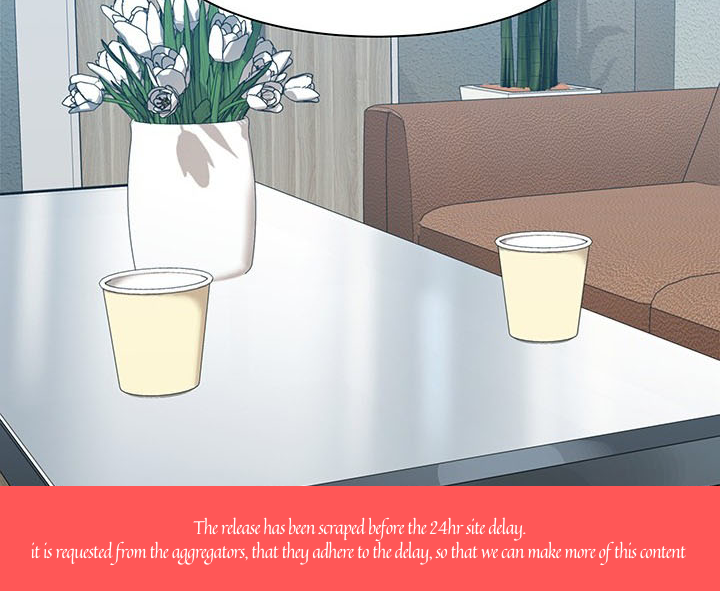 The release has been scraped before the 24hr site delay.
it is requested from the aggregators, that they adhere to the delay, so that we can make more of this content